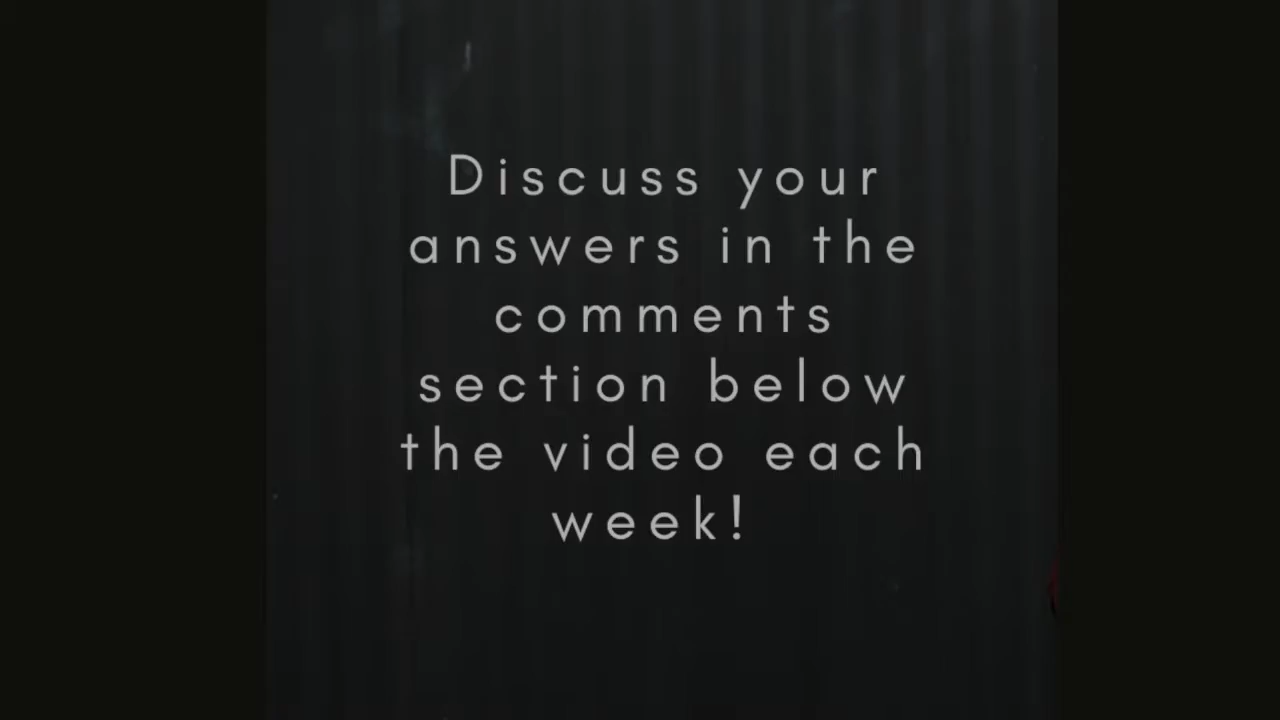 Discuss your
answers in the
comments
section below
the video each
week!